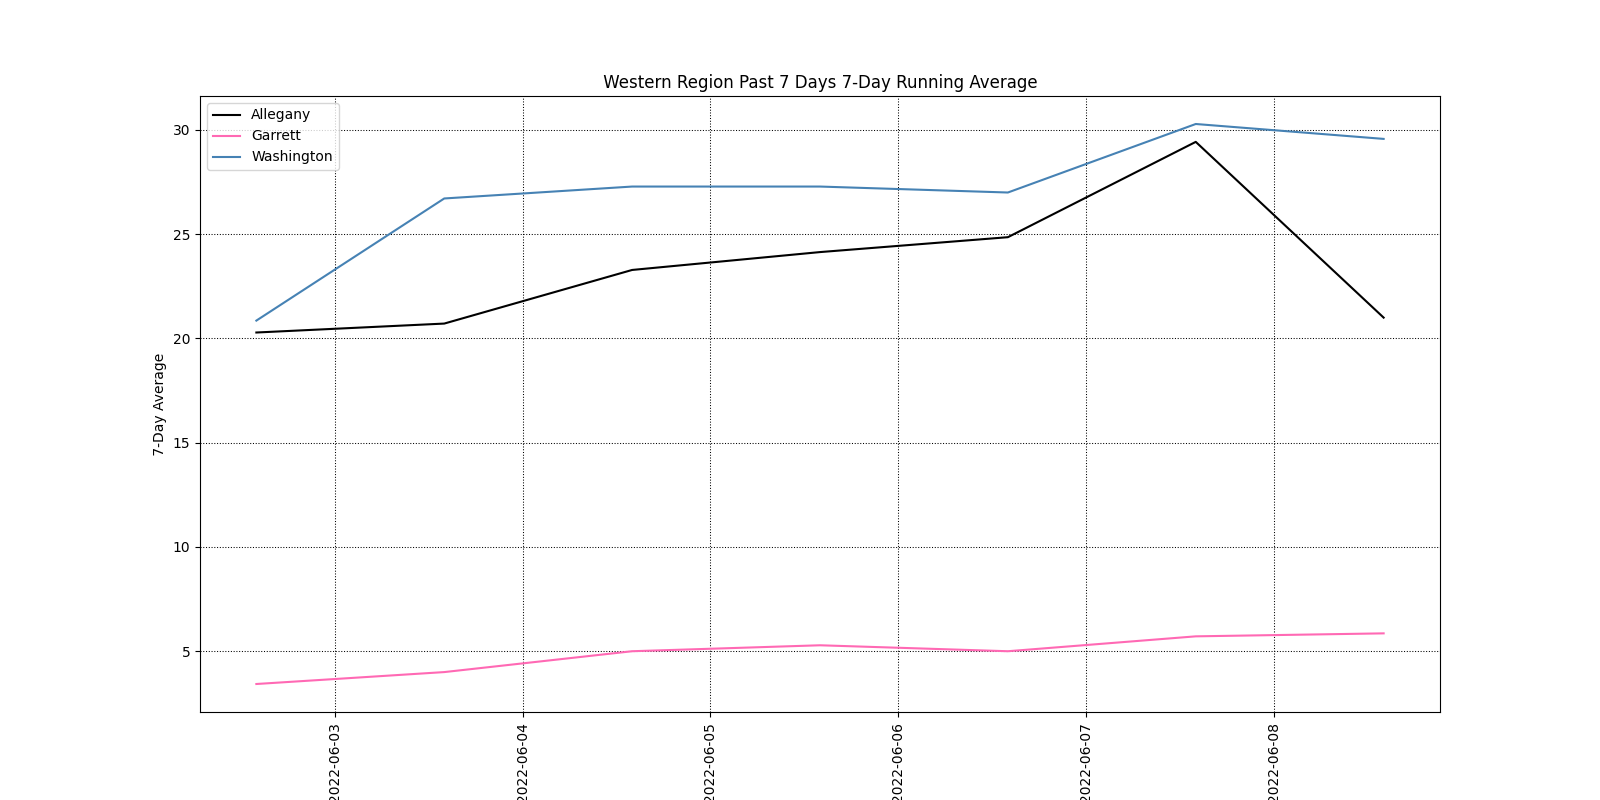 Western Region Past 7 Days 7-Day Running Average
Allegany
Garrett
Washington
7-Day Average
30
25
20
15
10
5
2022-06-03
2022-06-04
2022-06-05
2022-06-06
2022-06-07
2022-06-08